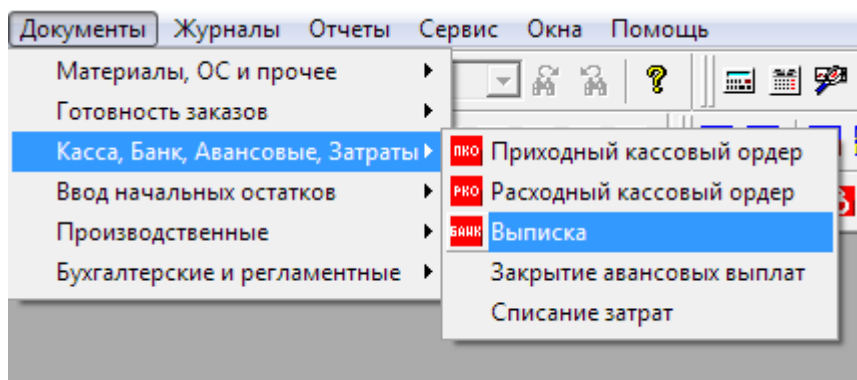 Документы Журналы Отчеты Сервис Окна Помощь
Материалы, ОС и прочее
Готовность заказов
Касса, Банк, Авансовые, Затраты
ПКО Приходный кассовый ордер
Ввод начальных остатков
РКО Расходный кассовый ордер
Производственные
БАНК Выписка
Бухгалтерские и регламентные
Закрытие авансовых выплат
Списание затрат